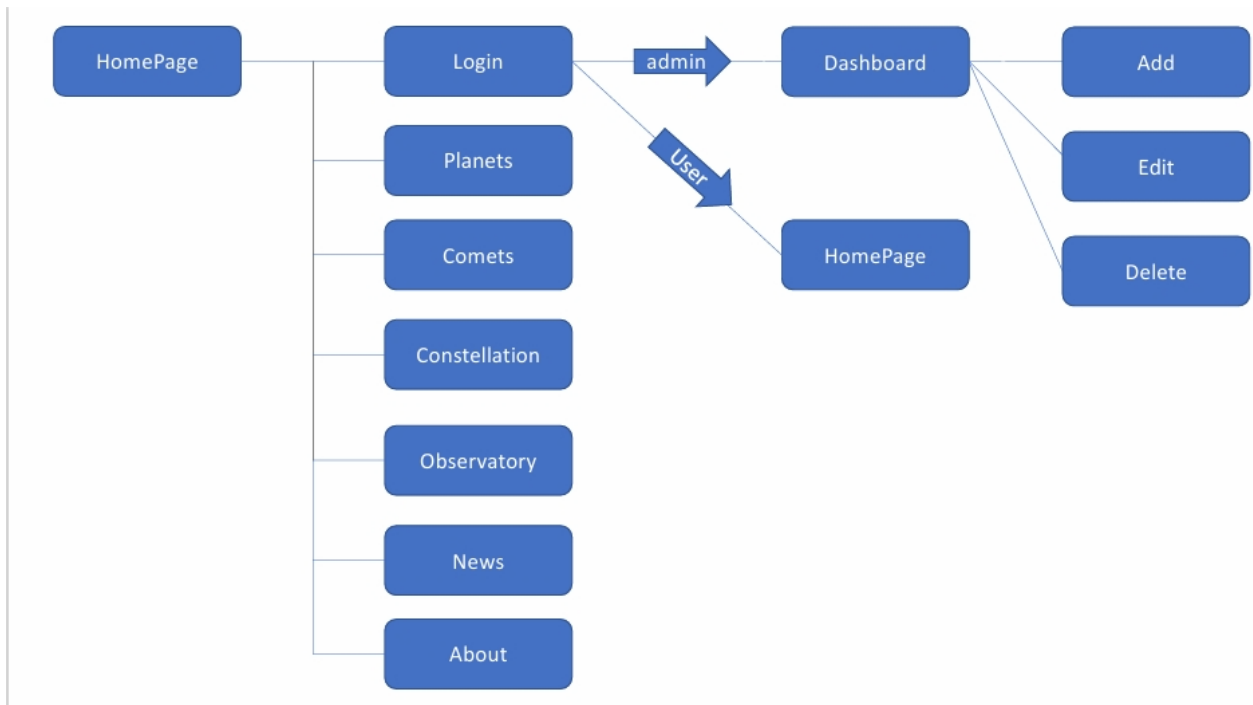 HomePage
Login
admin
Dashboard
Add
Planets
User
Edit
Comets
HomePage
Delete
Constellation
Observatory
News
About